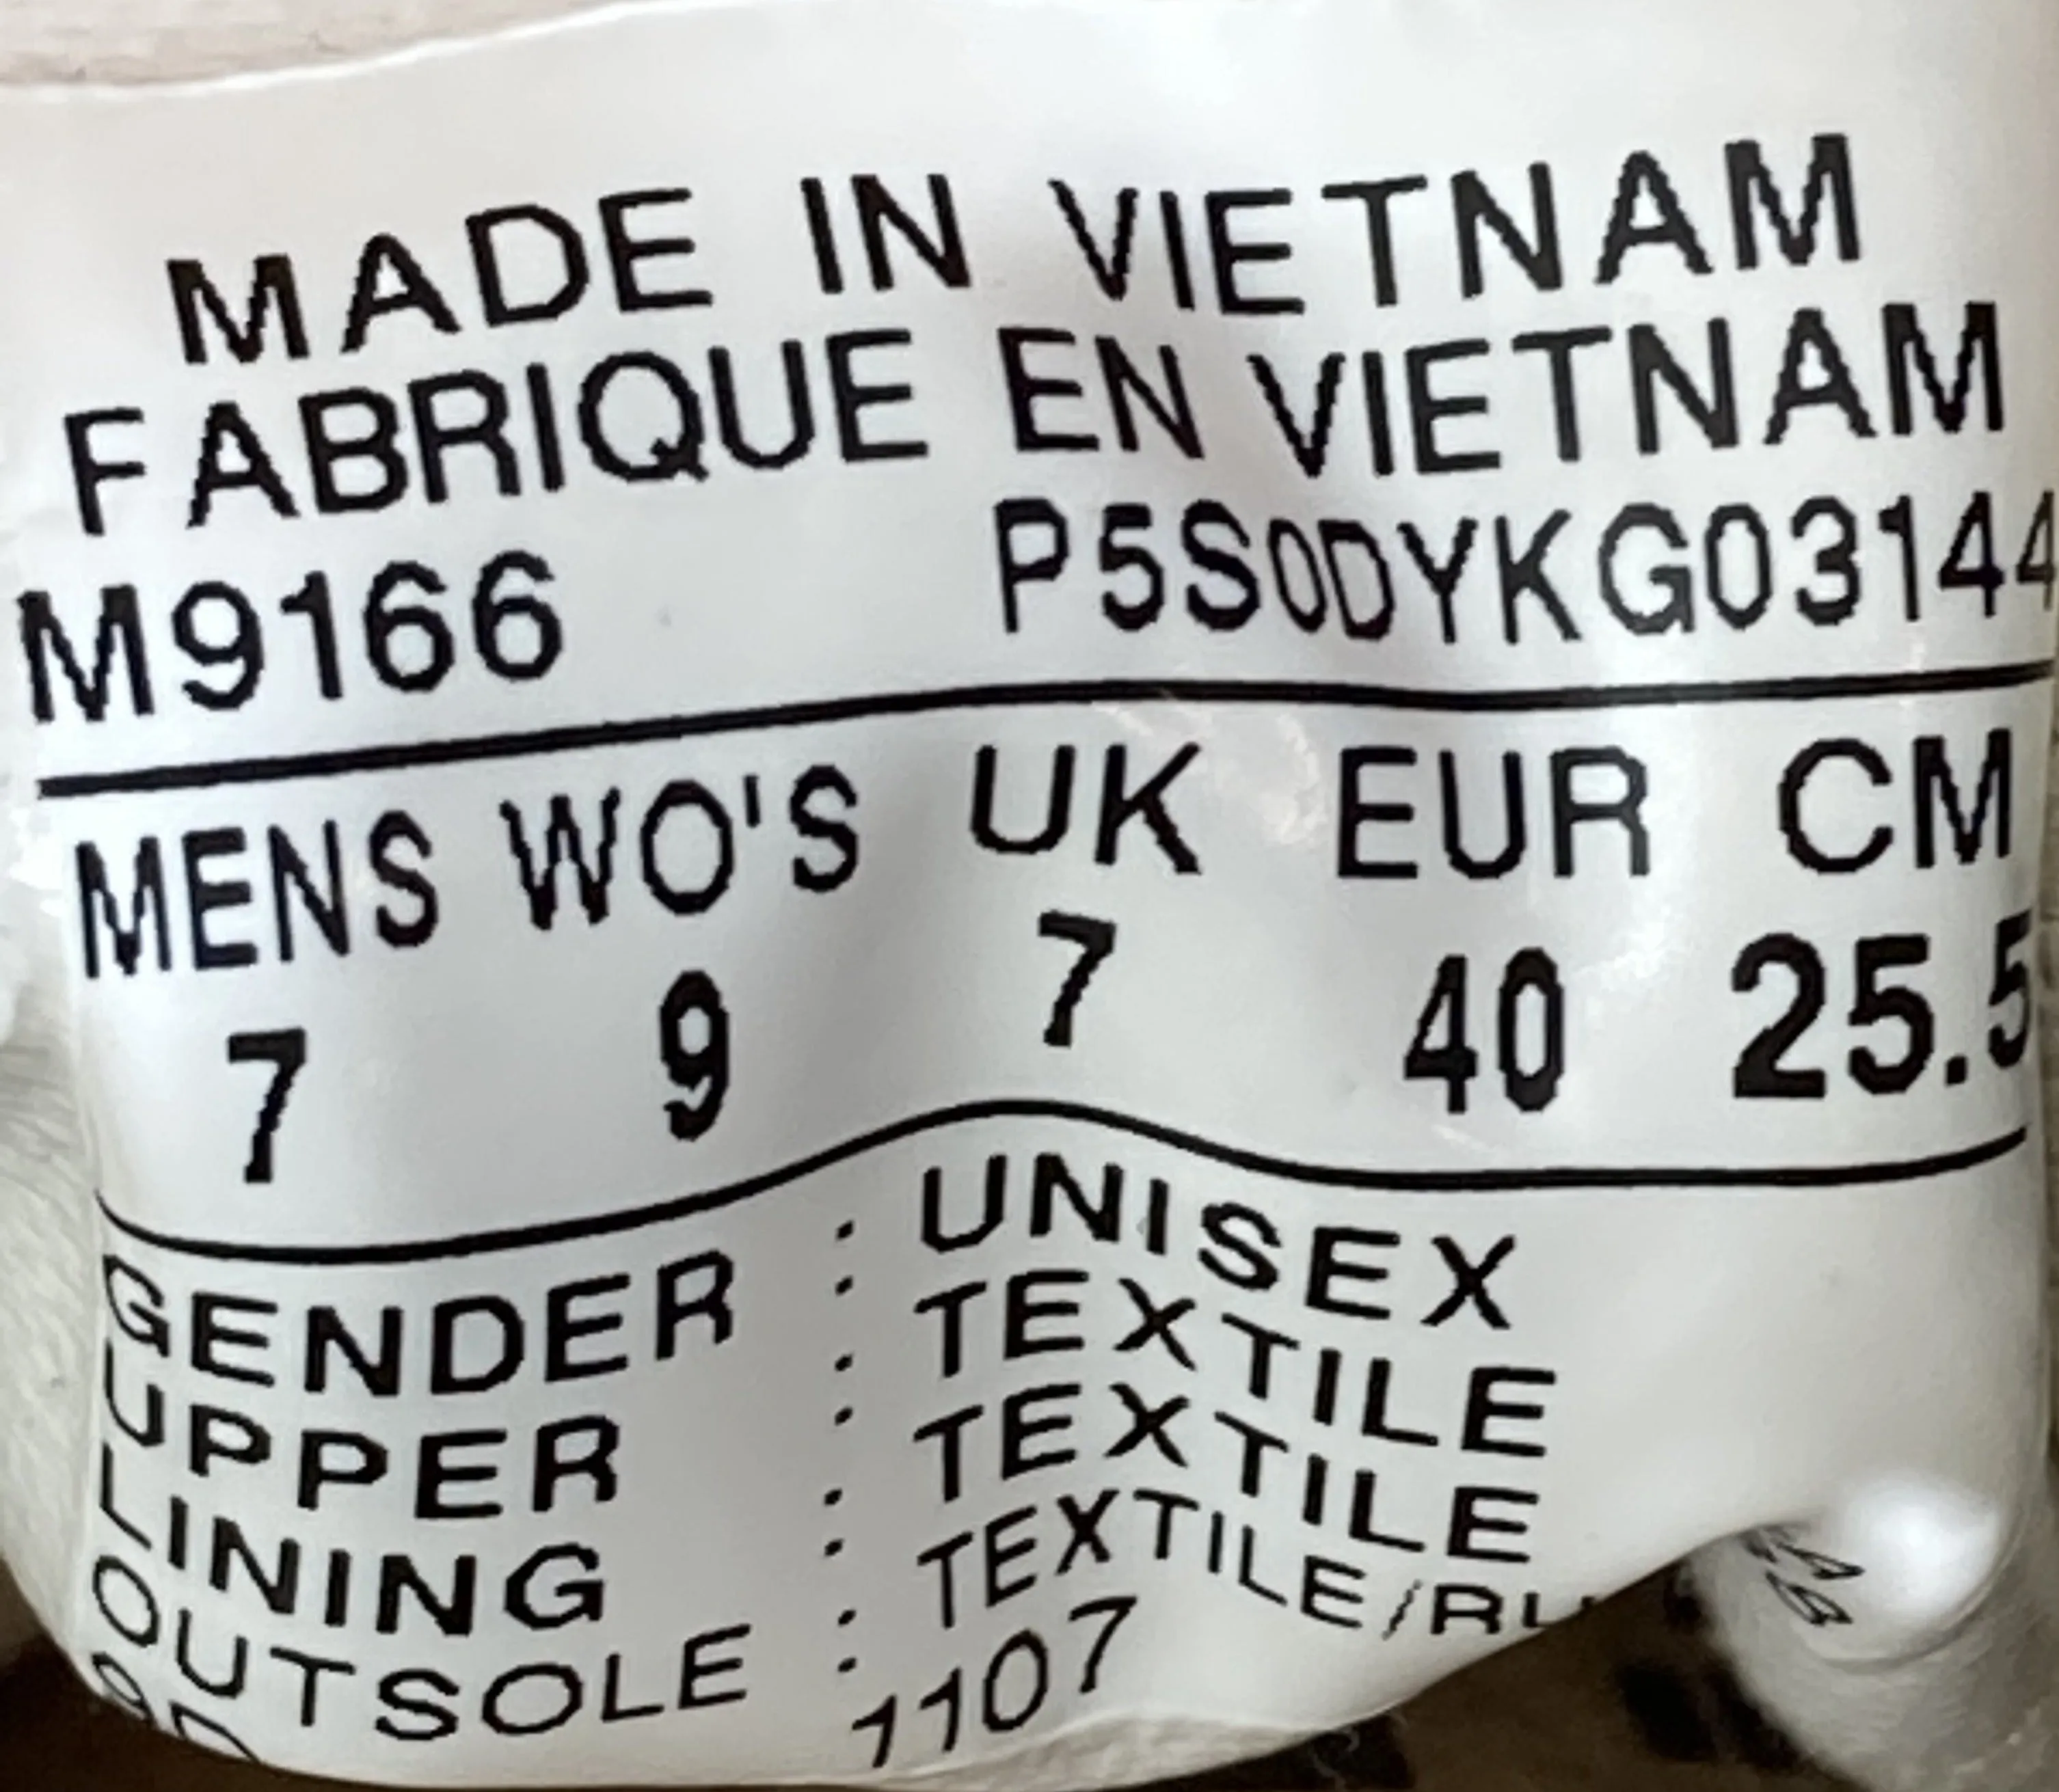 MADE IN VIETNAM
FABRIQUE EN VIETNAM
M9166 P5S0DYKG03144
MENS WO'S UK EUR CM
7 9 7 40 25.5
GENDER : UNISEX
UPPER : TEXTILE
LINING : TEXTILE
OUTSOLE : TEXTILE/RU
: 1107